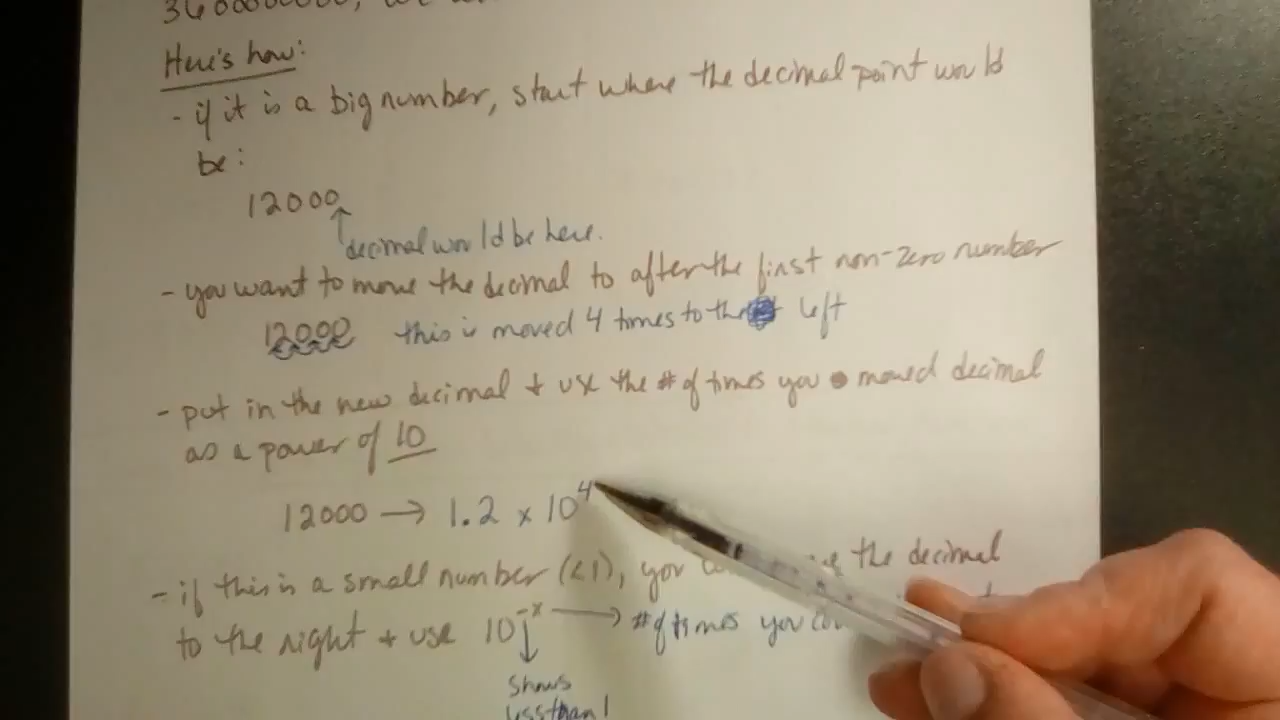 360000000,
Here's how:
- if it is a big number, start where the decimal point would
be:
12000
decimal would be here.
- you want to move the decimal to after the first non-zero number
12000 this is moved 4 times to the left
- put in the new decimal + use the # of times you moved decimal
as a power of 10
12000 → 1.2 x 10⁴
- if this is a small number (<1), you the decimal
to the right + use 10⁻ˣ → # of times you
shows
less than 1